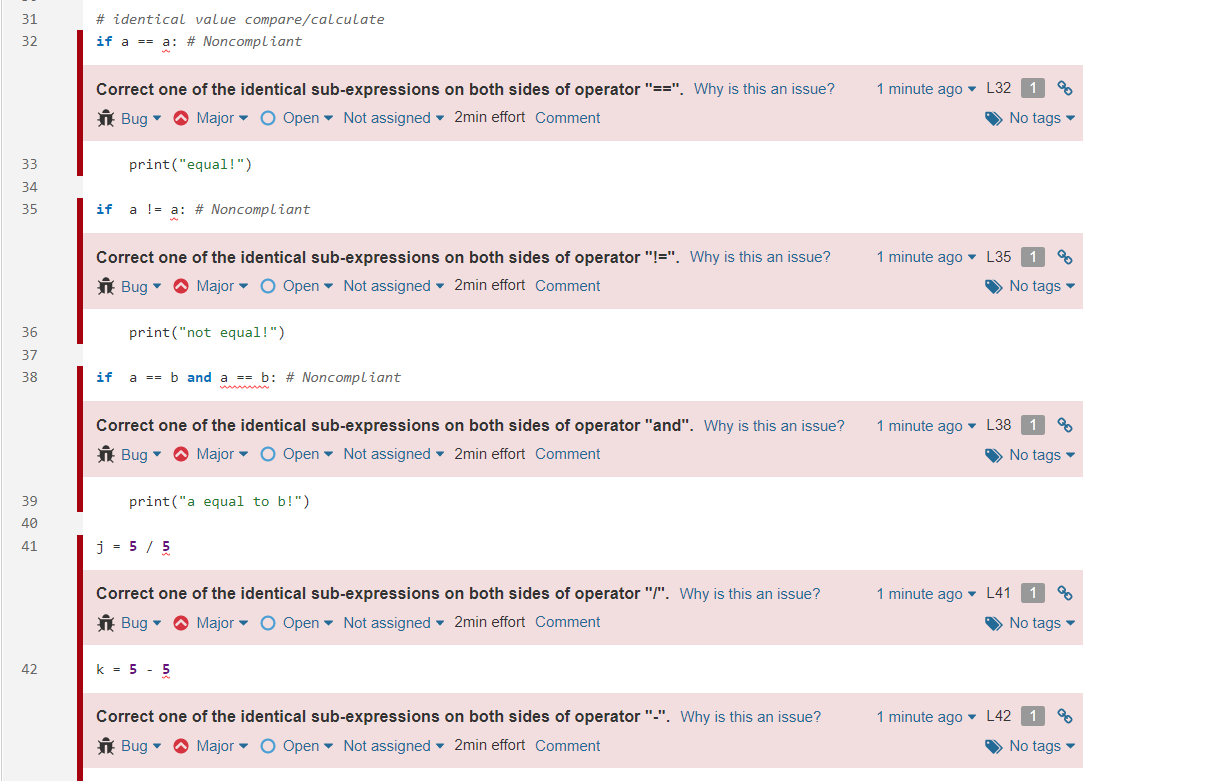 31 # identical value compare/calculate
32 if a == a: # Noncompliant
Correct one of the identical sub-expressions on both sides of operator "==". Why is this an issue? 1 minute ago L32 1
Bug Major Open Not assigned 2min effort Comment No tags
33 print("equal!")
34
35 if  a != a: # Noncompliant
Correct one of the identical sub-expressions on both sides of operator "!=". Why is this an issue? 1 minute ago L35 1
Bug Major Open Not assigned 2min effort Comment No tags
36 print("not equal!")
37
38 if  a == b and a == b: # Noncompliant
Correct one of the identical sub-expressions on both sides of operator "and". Why is this an issue? 1 minute ago L38 1
Bug Major Open Not assigned 2min effort Comment No tags
39 print("a equal to b!")
40
41 j = 5 / 5
Correct one of the identical sub-expressions on both sides of operator "/". Why is this an issue? 1 minute ago L41 1
Bug Major Open Not assigned 2min effort Comment No tags
42 k = 5 - 5
Correct one of the identical sub-expressions on both sides of operator "-". Why is this an issue? 1 minute ago L42 1
Bug Major Open Not assigned 2min effort Comment No tags